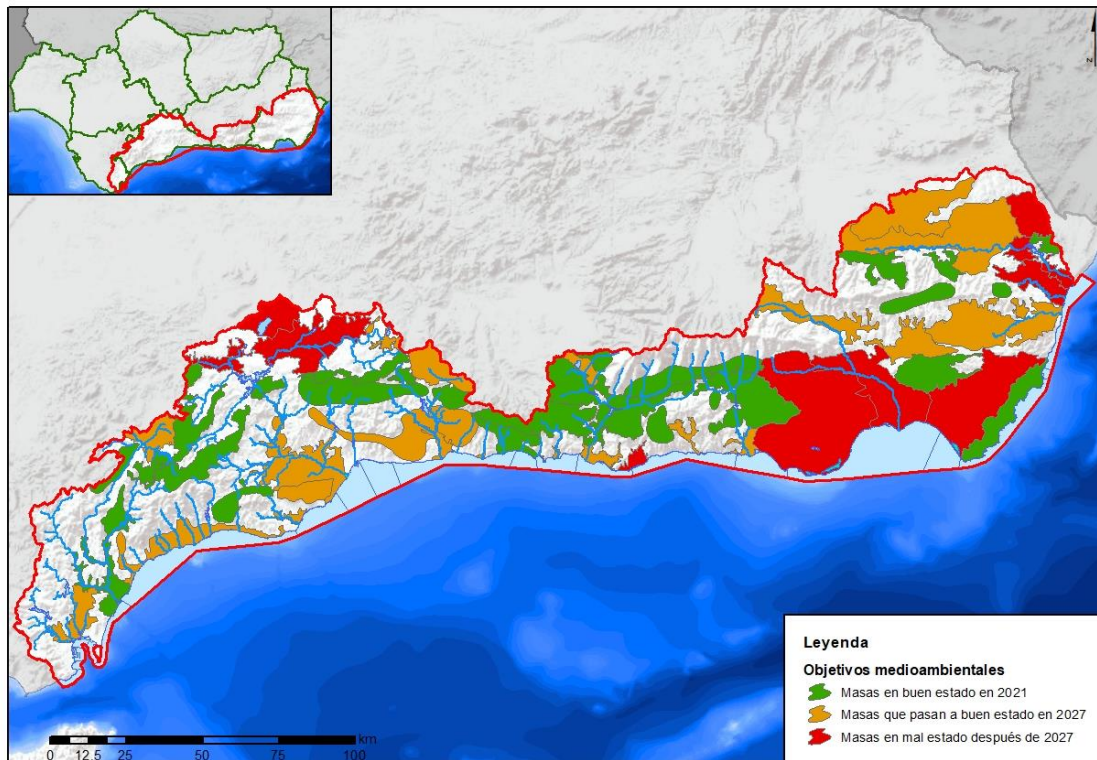 N
Leyenda
Objetivos medioambientales
Masas en buen estado en 2021
Masas que pasan a buen estado en 2027
Masas en mal estado después de 2027
km
0 12,5 25 50 75 100